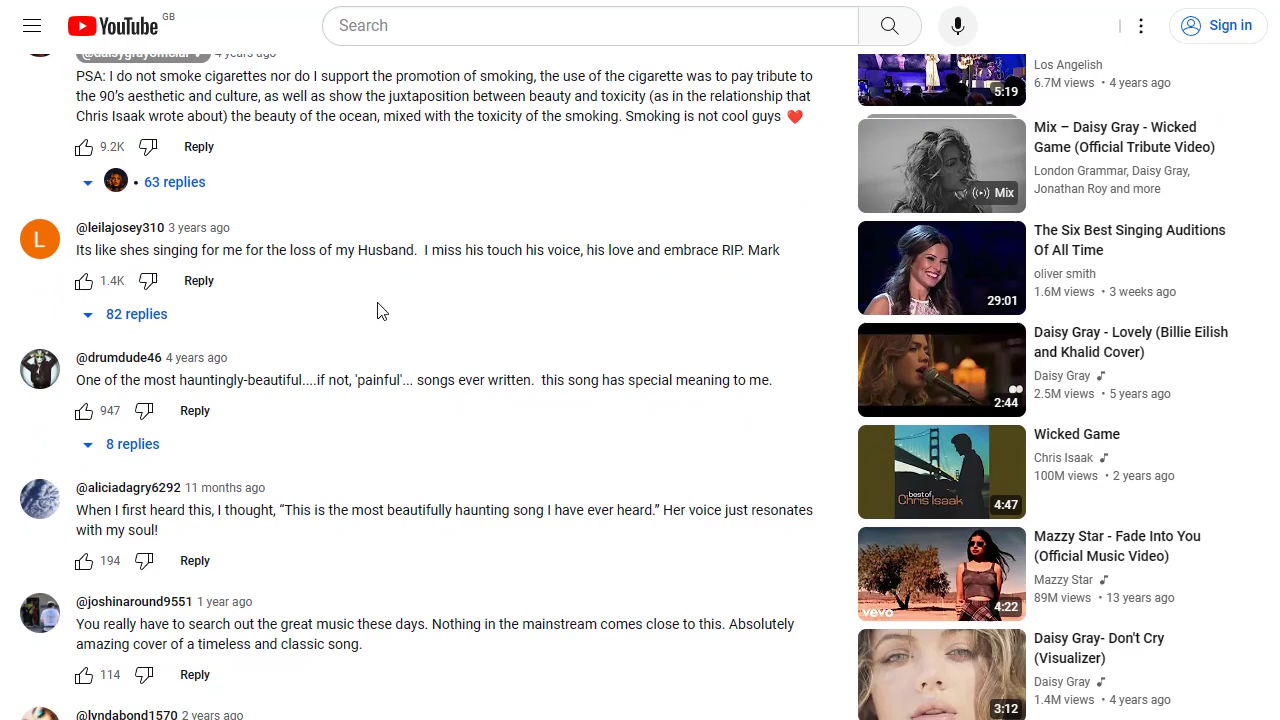 YouTube GB
Search
Sign in
@daisygrayofficial 4 years ago
PSA: I do not smoke cigarettes nor do I support the promotion of smoking, the use of the cigarette was to pay tribute to
the 90’s aesthetic and culture, as well as show the juxtaposition between beauty and toxicity (as in the relationship that
Chris Isaak wrote about) the beauty of the ocean, mixed with the toxicity of the smoking. Smoking is not cool guys ❤️
9.2K Reply
• 63 replies
L
@leilajosey310 3 years ago
Its like shes singing for me for the loss of my Husband.  I miss his touch his voice, his love and embrace RIP. Mark
1.4K Reply
82 replies
@drumdude46 4 years ago
One of the most hauntingly-beautiful....if not, 'painful'... songs ever written.  this song has special meaning to me.
947 Reply
8 replies
@aliciadagry6292 11 months ago
When I first heard this, I thought, “This is the most beautifully haunting song I have ever heard.” Her voice just resonates
with my soul!
194 Reply
@joshinaround9551 1 year ago
You really have to search out the great music these days. Nothing in the mainstream comes close to this. Absolutely
amazing cover of a timeless and classic song.
114 Reply
@lyndabond1570 2 years ago
5:19
Los Angelish
6.7M views • 4 years ago
Mix
Mix – Daisy Gray - Wicked
Game (Official Tribute Video)
London Grammar, Daisy Gray,
Jonathan Roy and more
29:01
The Six Best Singing Auditions
Of All Time
oliver smith
1.6M views • 3 weeks ago
2:44
Daisy Gray - Lovely (Billie Eilish
and Khalid Cover)
Daisy Gray
2.5M views • 5 years ago
best of
Chris Isaak
4:47
Wicked Game
Chris Isaak
100M views • 2 years ago
vevo
4:22
Mazzy Star - Fade Into You
(Official Music Video)
Mazzy Star
89M views • 13 years ago
3:12
Daisy Gray- Don't Cry
(Visualizer)
Daisy Gray
1.4M views • 4 years ago